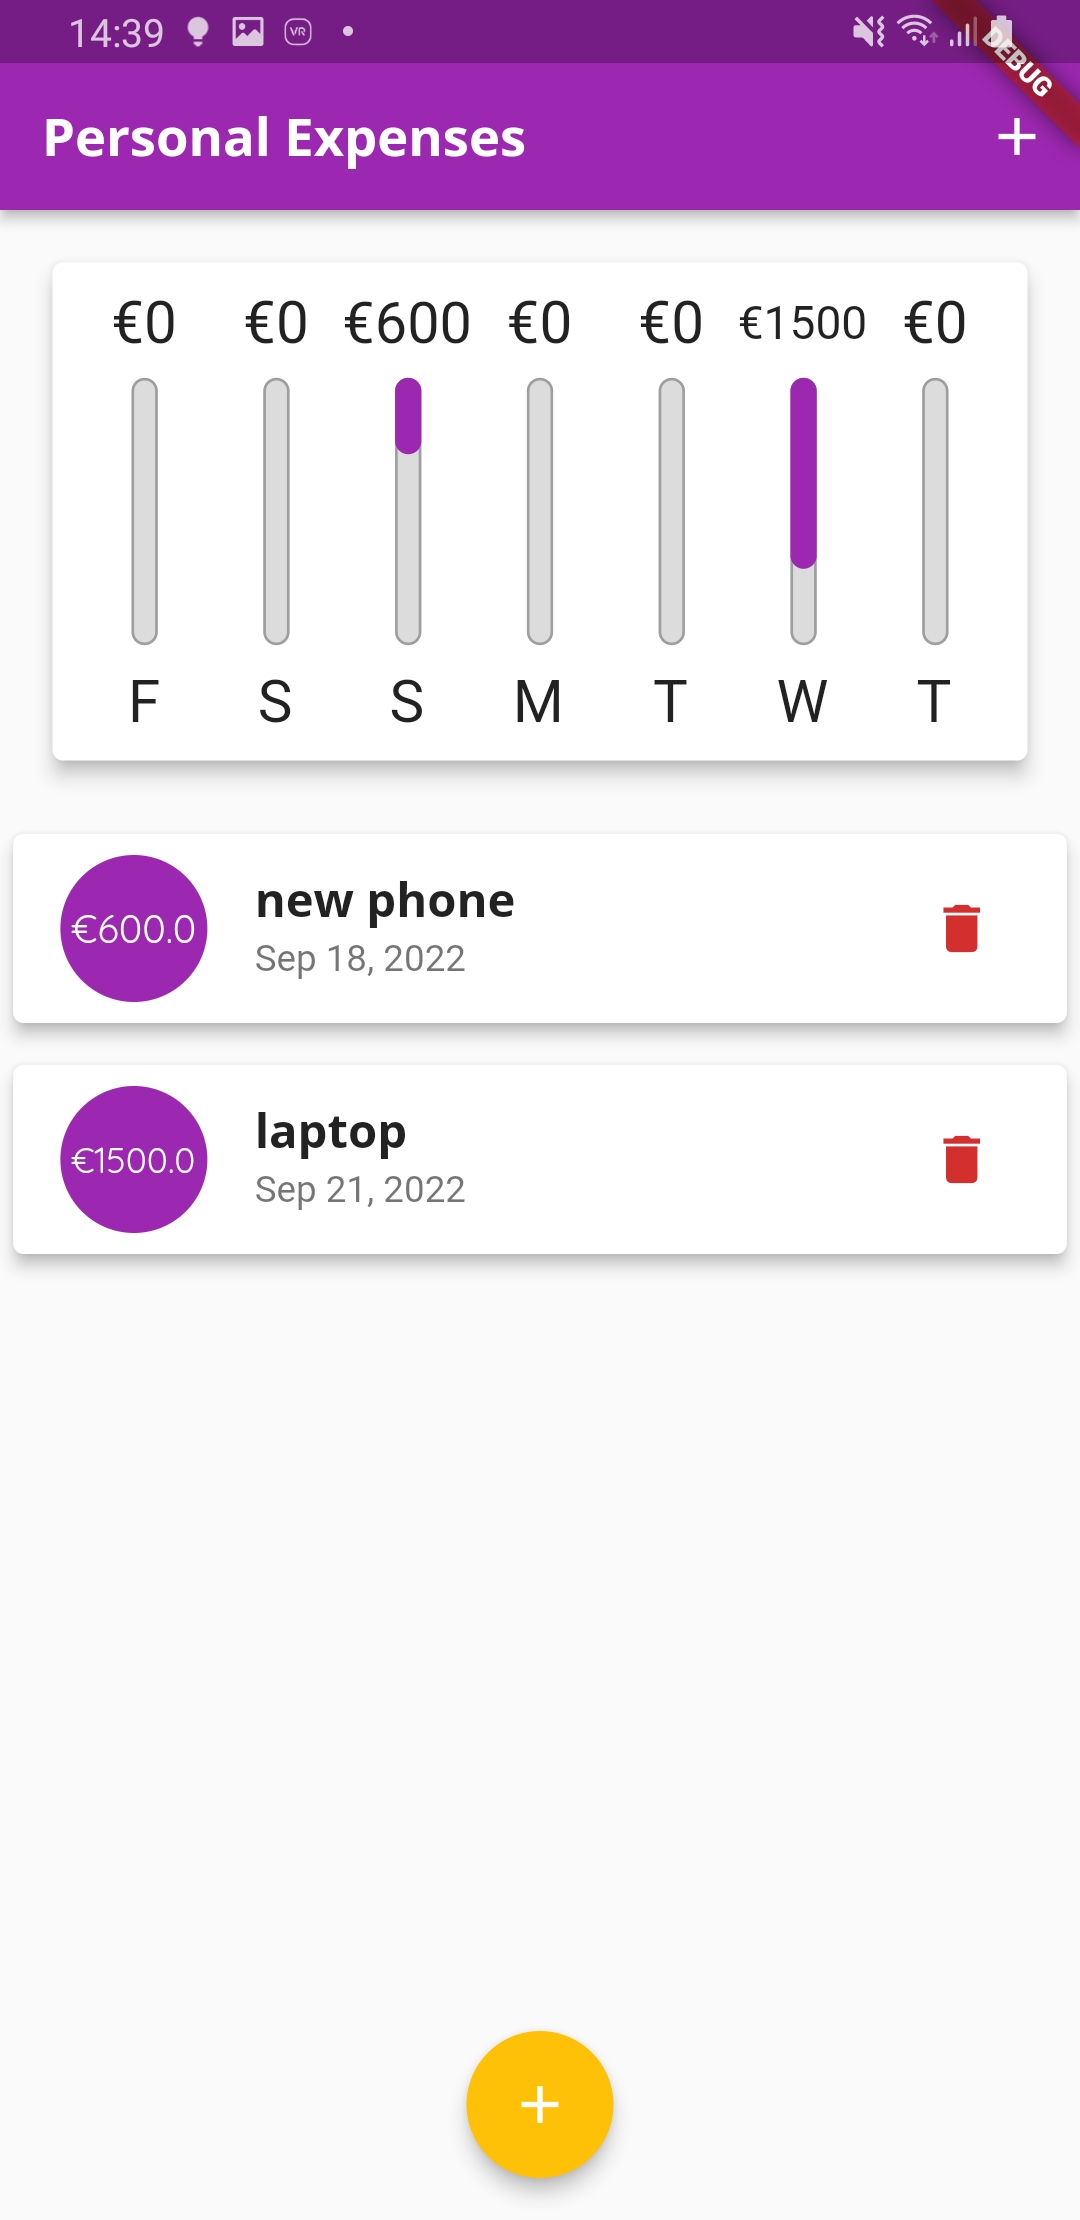 14:39 VR
DEBUG
Personal Expenses
€0 €0 €600 €0 €0 €1500 €0
F S S M T W T
€600.0
new phone
Sep 18, 2022
€1500.0
laptop
Sep 21, 2022